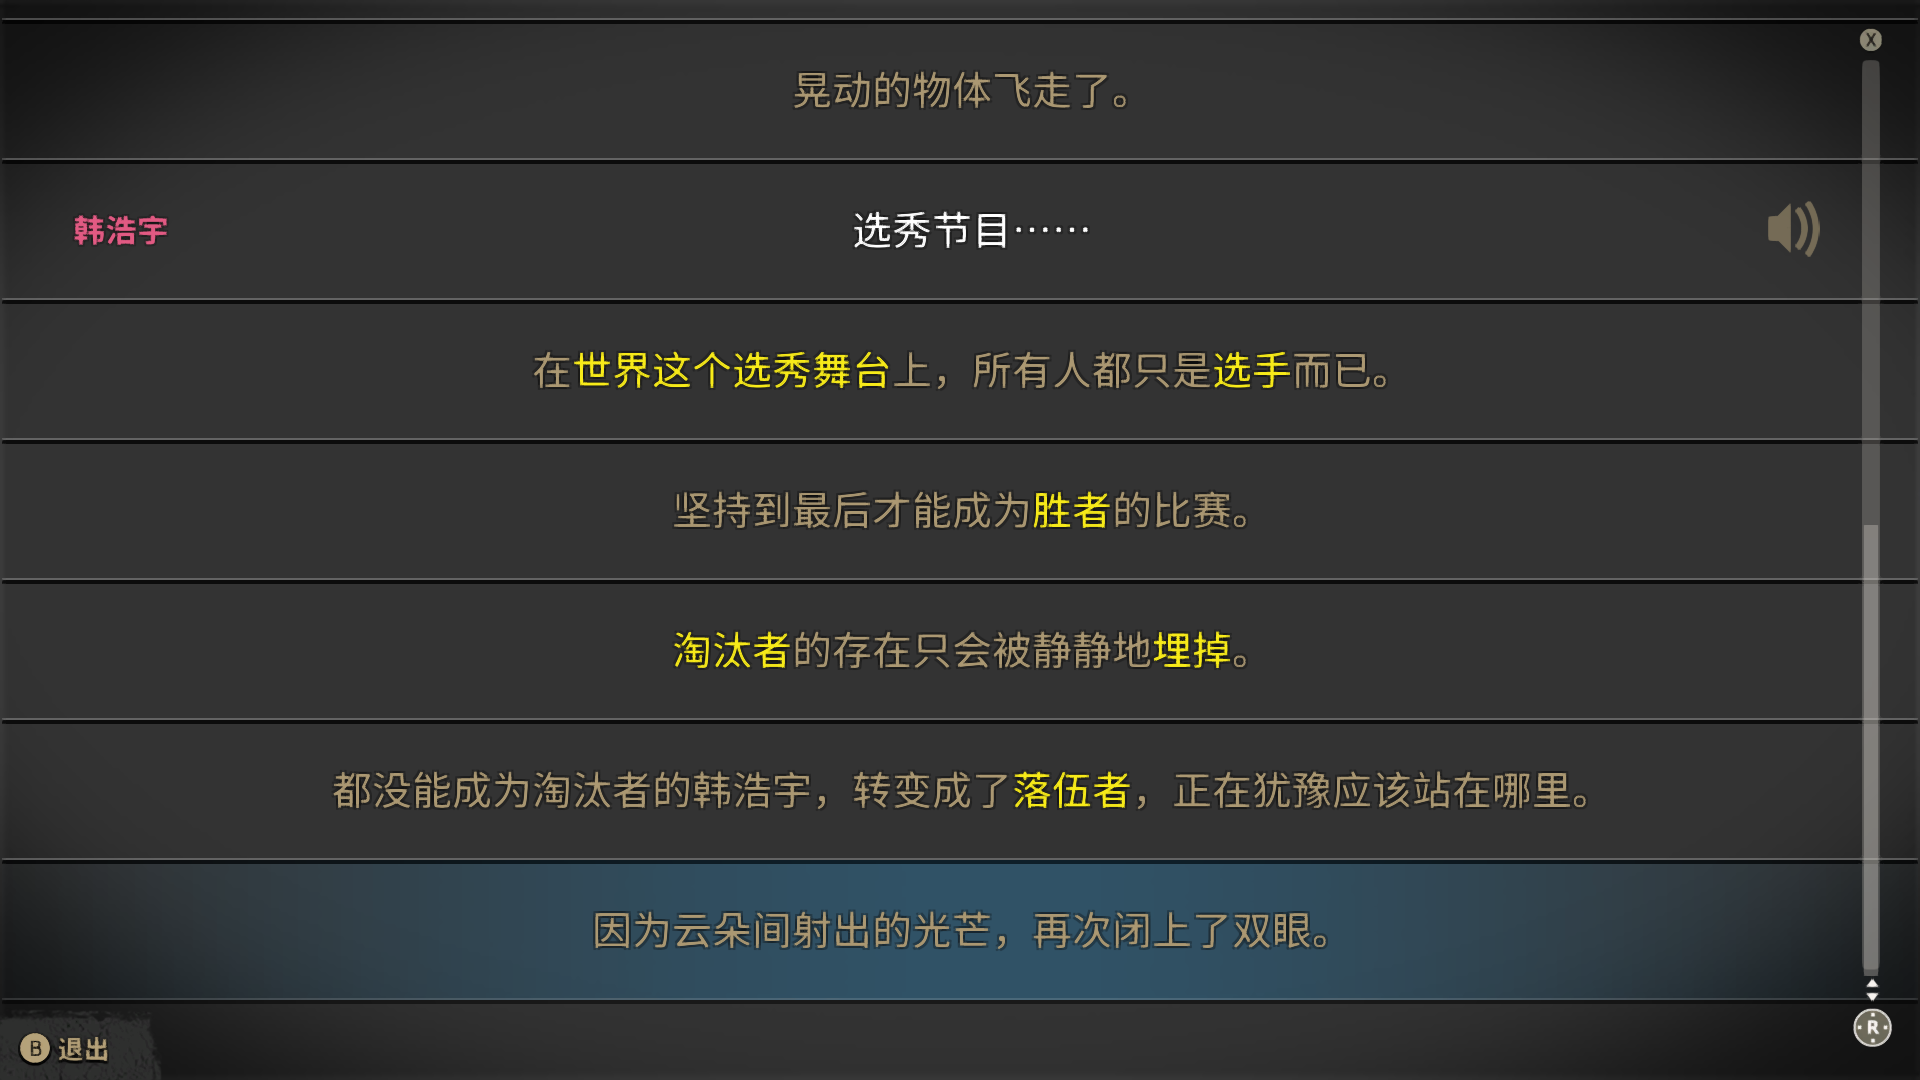 晃动的物体飞走了。
韩浩宇
选秀节目……
在世界这个选秀舞台上，所有人都只是选手而已。
坚持到最后才能成为胜者的比赛。
淘汰者的存在只会被静静地埋掉。
都没能成为淘汰者的韩浩宇，转变成了落伍者，正在犹豫应该站在哪里。
因为云朵间射出的光芒，再次闭上了双眼。
X
R
B 退出